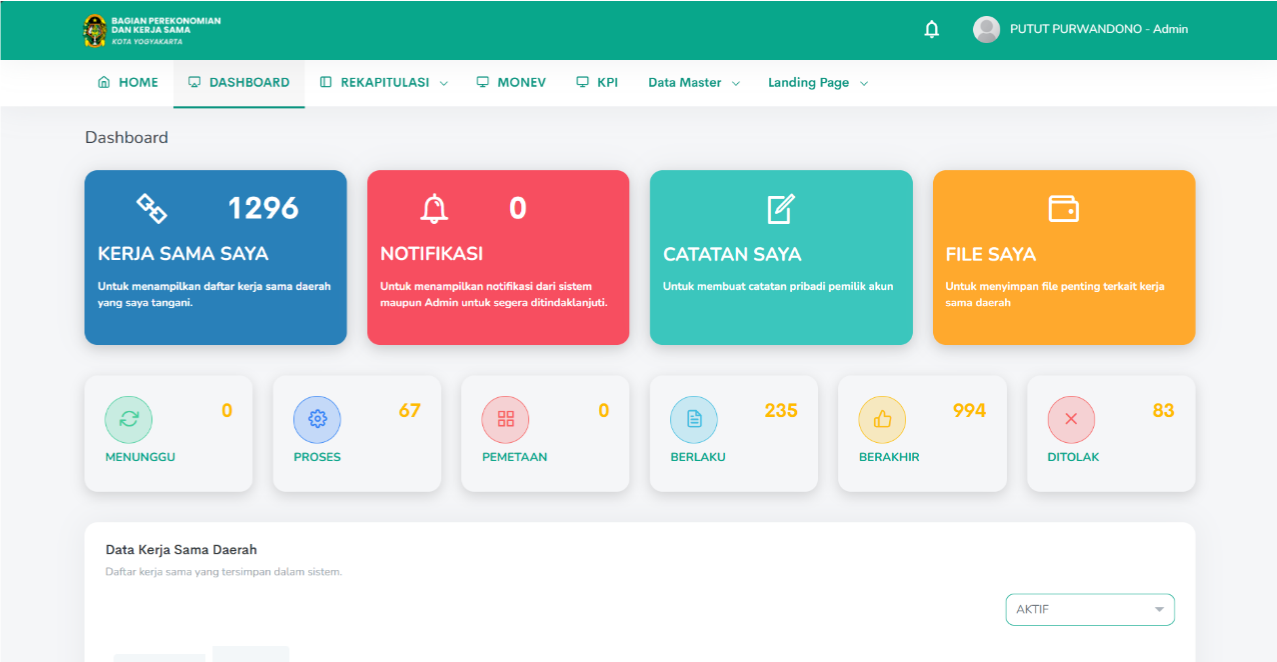 BAGIAN PEREKONOMIAN
DAN KERJA SAMA
KOTA YOGYAKARTA
PUTUT PURWANDONO - Admin
HOME DASHBOARD REKAPITULASI MONEV KPI Data Master Landing Page
Dashboard
1296
KERJA SAMA SAYA
Untuk menampilkan daftar kerja sama daerah
yang saya tangani.
0
NOTIFIKASI
Untuk menampilkan notifikasi dari sistem
maupun Admin untuk segera ditindaklanjuti.
CATATAN SAYA
Untuk membuat catatan pribadi pemilik akun
FILE SAYA
Untuk menyimpan file penting terkait kerja
sama daerah
0
MENUNGGU
67
PROSES
0
PEMETAAN
235
BERLAKU
994
BERAKHIR
83
DITOLAK
Data Kerja Sama Daerah
Daftar kerja sama yang tersimpan dalam sistem.
AKTIF